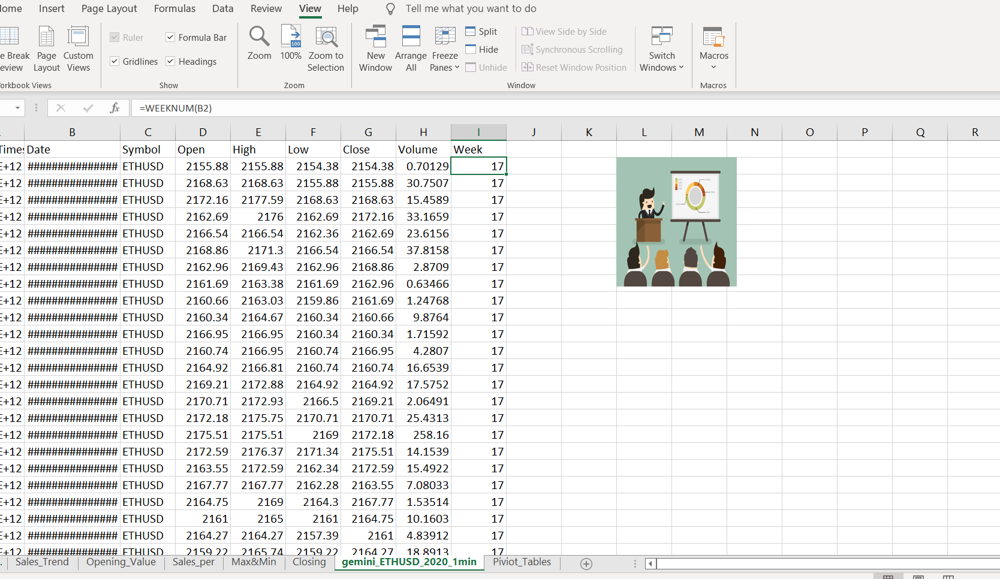 Home Insert Page Layout Formulas Data Review View Help Tell me what you want to do
Ruler Formula Bar
Gridlines Headings
Show
e Break
eview
Page
Layout
Custom
Views
orkbook Views
Zoom
100
100%
Zoom to
Selection
Zoom
New
Window
Arrange
All
Freeze
Panes
Split
Hide
Unhide
View Side by Side
Synchronous Scrolling
Reset Window Position
Switch
Windows
Window
Macros
Macros
fx =WEEKNUM(B2)
B C D E F G H I J K L M N O P Q R
Times Date Symbol Open High Low Close Volume Week
E+12 ############### ETHUSD 2155.88 2155.88 2154.38 2154.38 0.70129 17
E+12 ############### ETHUSD 2168.63 2168.63 2155.88 2155.88 30.7507 17
E+12 ############### ETHUSD 2172.16 2177.59 2168.63 2168.63 15.4589 17
E+12 ############### ETHUSD 2162.69 2176 2162.69 2172.16 33.1659 17
E+12 ############### ETHUSD 2166.54 2166.54 2162.36 2162.69 23.6156 17
E+12 ############### ETHUSD 2168.86 2171.3 2166.54 2166.54 37.8158 17
E+12 ############### ETHUSD 2162.96 2169.43 2162.96 2168.86 2.8709 17
E+12 ############### ETHUSD 2161.69 2163.38 2161.69 2162.96 0.63466 17
E+12 ############### ETHUSD 2160.66 2163.03 2159.86 2161.69 1.24768 17
E+12 ############### ETHUSD 2160.34 2164.67 2160.34 2160.66 9.8764 17
E+12 ############### ETHUSD 2166.95 2166.95 2160.34 2160.34 1.71592 17
E+12 ############### ETHUSD 2160.74 2166.95 2160.74 2166.95 4.2807 17
E+12 ############### ETHUSD 2164.92 2166.81 2160.74 2160.74 16.6539 17
E+12 ############### ETHUSD 2169.21 2172.88 2164.92 2164.92 17.5752 17
E+12 ############### ETHUSD 2170.71 2172.93 2166.5 2169.21 2.06491 17
E+12 ############### ETHUSD 2172.18 2175.75 2170.71 2170.71 25.4313 17
E+12 ############### ETHUSD 2175.51 2175.51 2169 2172.18 258.16 17
E+12 ############### ETHUSD 2172.59 2176.37 2171.34 2175.51 14.1539 17
E+12 ############### ETHUSD 2163.55 2172.59 2162.34 2172.59 15.4922 17
E+12 ############### ETHUSD 2167.77 2167.77 2162.28 2163.55 7.08033 17
E+12 ############### ETHUSD 2164.75 2169 2164.3 2167.77 1.53514 17
E+12 ############### ETHUSD 2161 2165 2161 2164.75 10.1603 17
E+12 ############### ETHUSD 2164.27 2164.27 2157.39 2161 4.83912 17
E+12 ############### ETHUSD 2159.22 2165.74 2159.22 2164.27 18.8913 17
Sales_Trend Opening_Value Sales_per Max&Min Closing gemini_ETHUSD_2020_1min Piviot_Tables